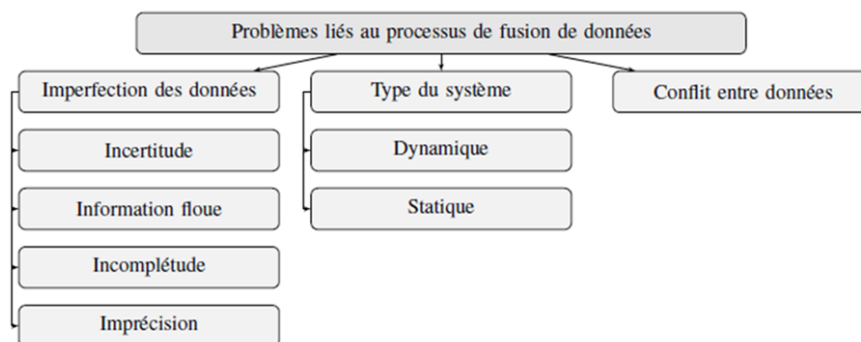 Problèmes liés au processus de fusion de données
Imperfection des données
Type du système
Conflit entre données
Incertitude
Dynamique
Information floue
Statique
Incomplétude
Imprécision